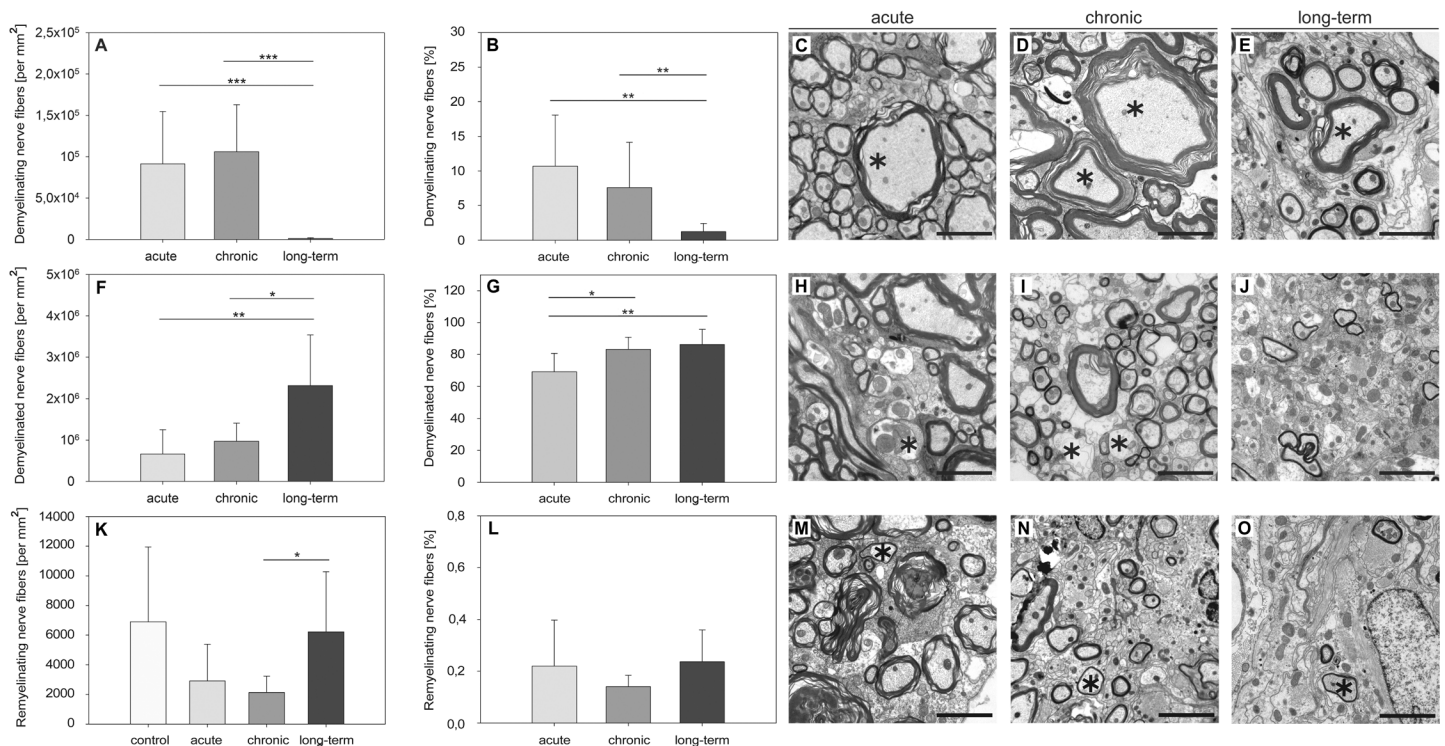 acute
chronic
long-term
A
Demyelinating nerve fibers [per mm²]
2,5x10⁵
2,0x10⁵
1,5x10⁵
10⁵
5,0x10⁴
0
***
***
acute
chronic
long-term
B
Demyelinating nerve fibers [%]
30
25
20
15
10
5
0
**
**
acute
chronic
long-term
C
*
D
*
*
E
*
F
Demyelinated nerve fibers [per mm²]
5x10⁶
4x10⁶
3x10⁶
2x10⁶
10⁶
0
*
**
acute
chronic
long-term
G
Demyelinated nerve fibers [%]
120
100
80
60
40
20
0
*
**
acute
chronic
long-term
H
*
I
*
*
J
K
Remyelinating nerve fibers [per mm²]
14000
12000
10000
8000
6000
4000
2000
0
*
control
acute
chronic
long-term
L
Remyelinating nerve fibers [%]
0,8
0,6
0,4
0,2
0,0
acute
chronic
long-term
M
*
N
*
O
*